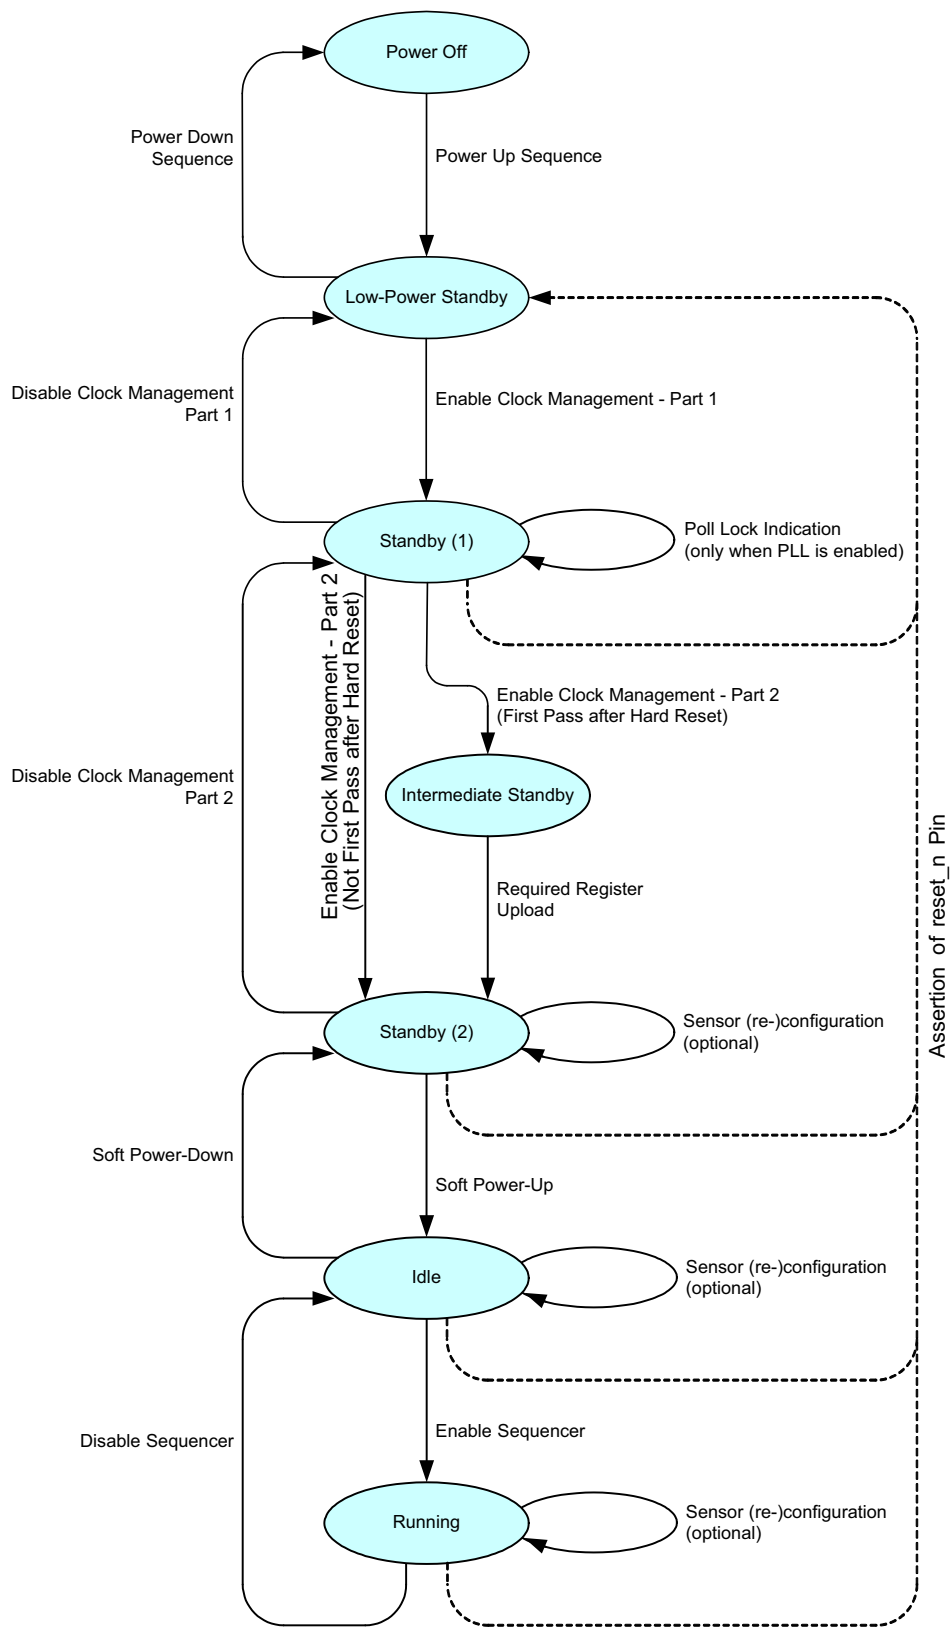 Power Off
Power Down
Sequence
Power Up Sequence
Low-Power Standby
Disable Clock Management
Part 1
Enable Clock Management - Part 1
Standby (1)
Poll Lock Indication
(only when PLL is enabled)
Enable Clock Management - Part 2
(Not First Pass after Hard Reset)
Enable Clock Management - Part 2
(First Pass after Hard Reset)
Disable Clock Management
Part 2
Intermediate Standby
Required Register
Upload
Assertion of reset_n Pin
Standby (2)
Sensor (re-)configuration
(optional)
Soft Power-Down
Soft Power-Up
Idle
Sensor (re-)configuration
(optional)
Disable Sequencer
Enable Sequencer
Running
Sensor (re-)configuration
(optional)